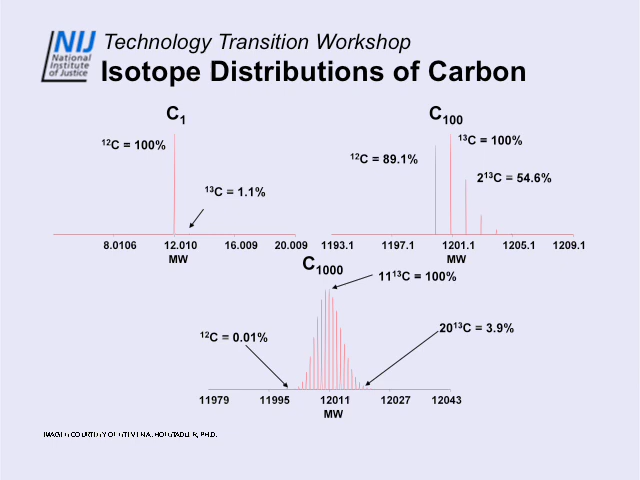 NIJ
National
Institute
of Justice
Technology Transition Workshop
Isotope Distributions of Carbon
C₁
¹²C = 100%
¹³C = 1.1%
8.0106 12.010 16.009 20.009
MW
C₁₀₀
¹³C = 100%
¹²C = 89.1%
2¹³C = 54.6%
1193.1 1197.1 1201.1 1205.1 1209.1
MW
C₁₀₀₀
11¹³C = 100%
¹²C = 0.01%
20¹³C = 3.9%
11979 11995 12011 12027 12043
MW